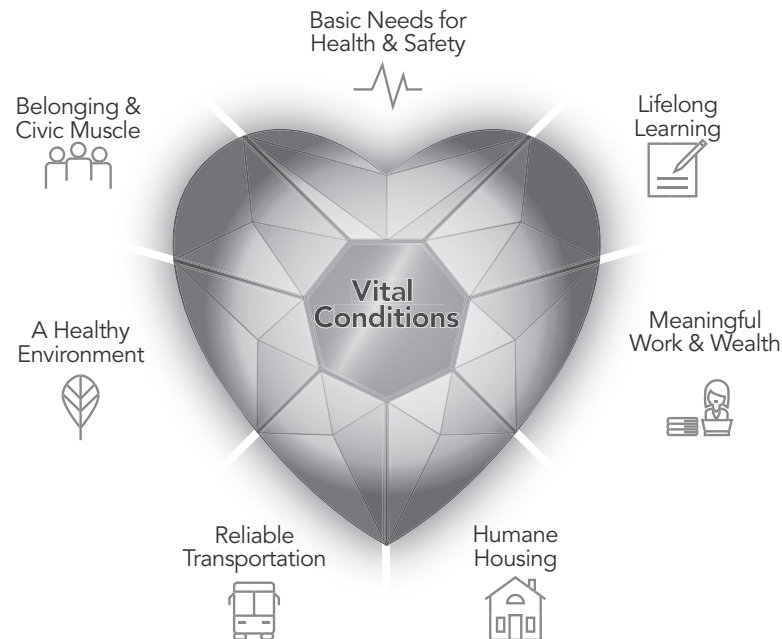 Basic Needs for
Health & Safety
Belonging &
Civic Muscle
Lifelong
Learning
Vital
Conditions
A Healthy
Environment
Meaningful
Work & Wealth
Reliable
Transportation
Humane
Housing